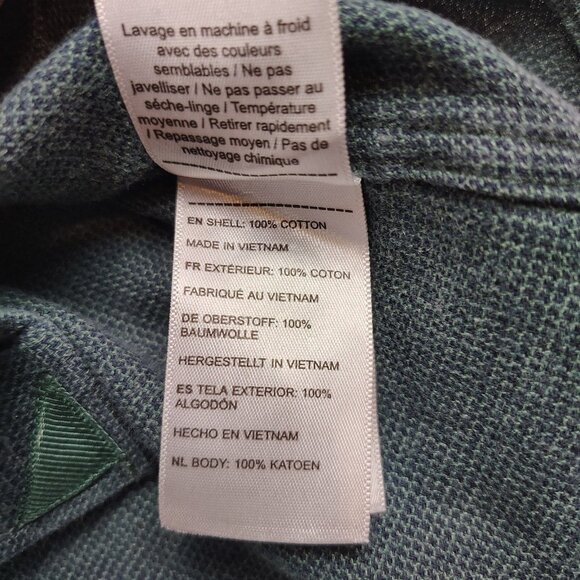 Lavage en machine à froid
avec des couleurs
semblables / Ne pas
javelliser / Ne pas passer au
séche-linge / Température
moyenne / Retirer rapidement
/ Repassage moyen / Pas de
nettoyage chimique
EN SHELL: 100% COTTON
MADE IN VIETNAM
FR EXTÉRIEUR: 100% COTON
FABRIQUÉ AU VIETNAM
DE OBERSTOFF: 100%
BAUMWOLLE
HERGESTELLT IN VIETNAM
ES TELA EXTERIOR: 100%
ALGODÓN
HECHO EN VIETNAM
NL BODY: 100% KATOEN